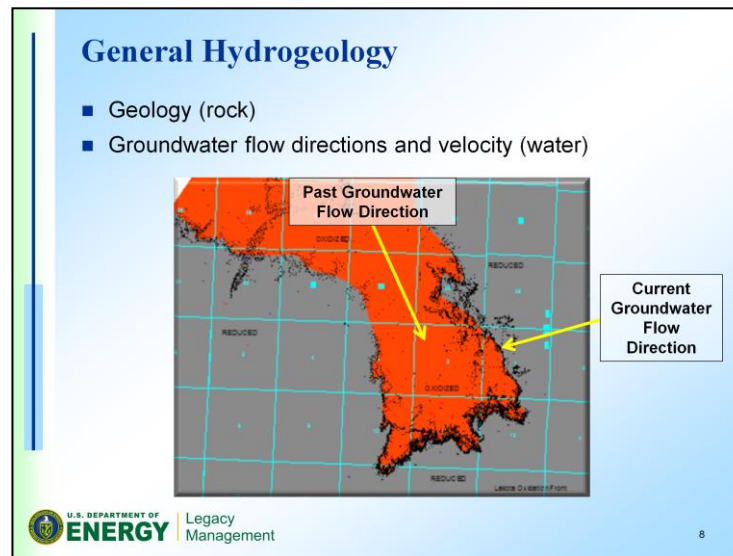 General Hydrogeology
Geology (rock)
Groundwater flow directions and velocity (water)
Past Groundwater
Flow Direction
OXIDIZED
REDUCED
Current
Groundwater
Flow
Direction
REDUCED
OXIDIZED
REDUCED
Lakota Oxidation Front
U.S. DEPARTMENT OF
ENERGY
Legacy
Management
8